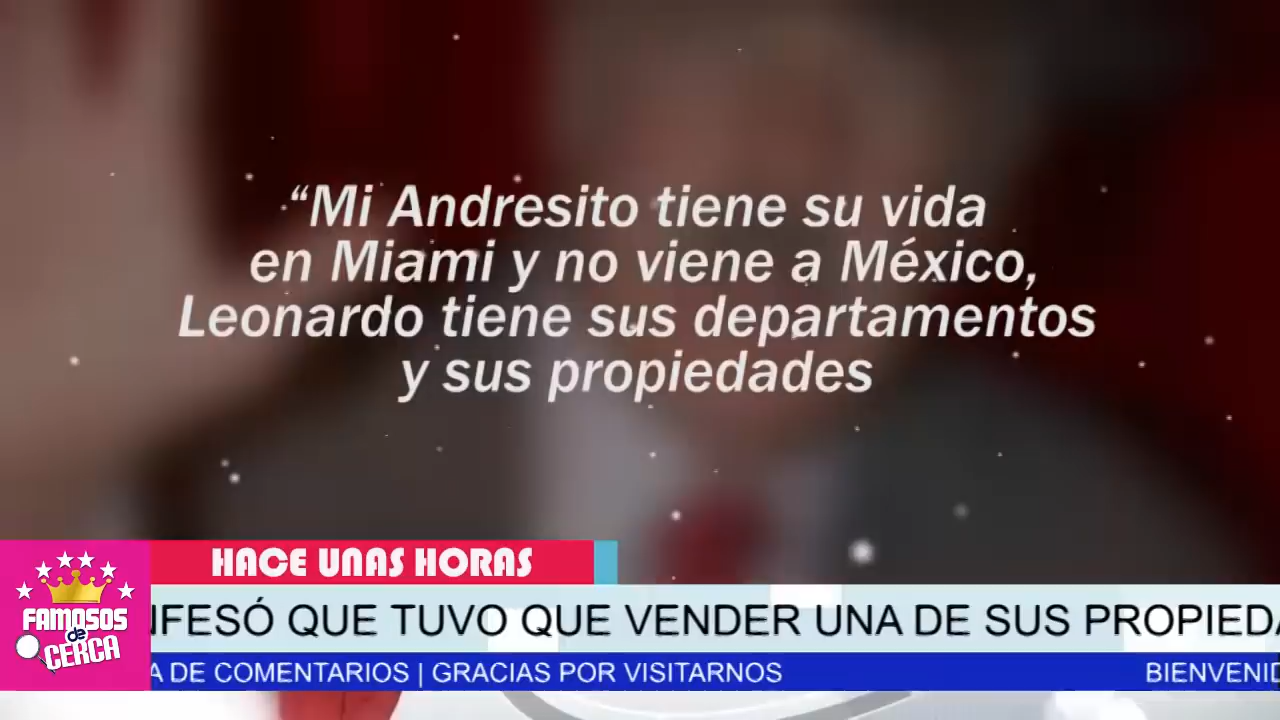 “Mi Andresito tiene su vida
en Miami y no viene a México,
Leonardo tiene sus departamentos
y sus propiedades
HACE UNAS HORAS
FAMOSOS
de
CERCA
NFESÓ QUE TUVO QUE VENDER UNA DE SUS PROPIEDA
A DE COMENTARIOS | GRACIAS POR VISITARNOS
BIENVENID